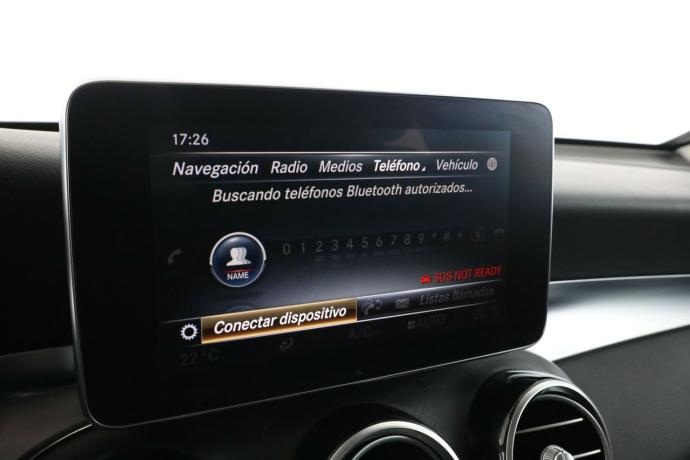 17:26
Navegación Radio Medios Teléfono Vehículo
Buscando teléfonos Bluetooth autorizados...
0 1 2 3 4 5 6 7 8 9 * # +
NAME
SOS NOT READY
Conectar dispositivo Listas llamadas
22°C A/C AUTO